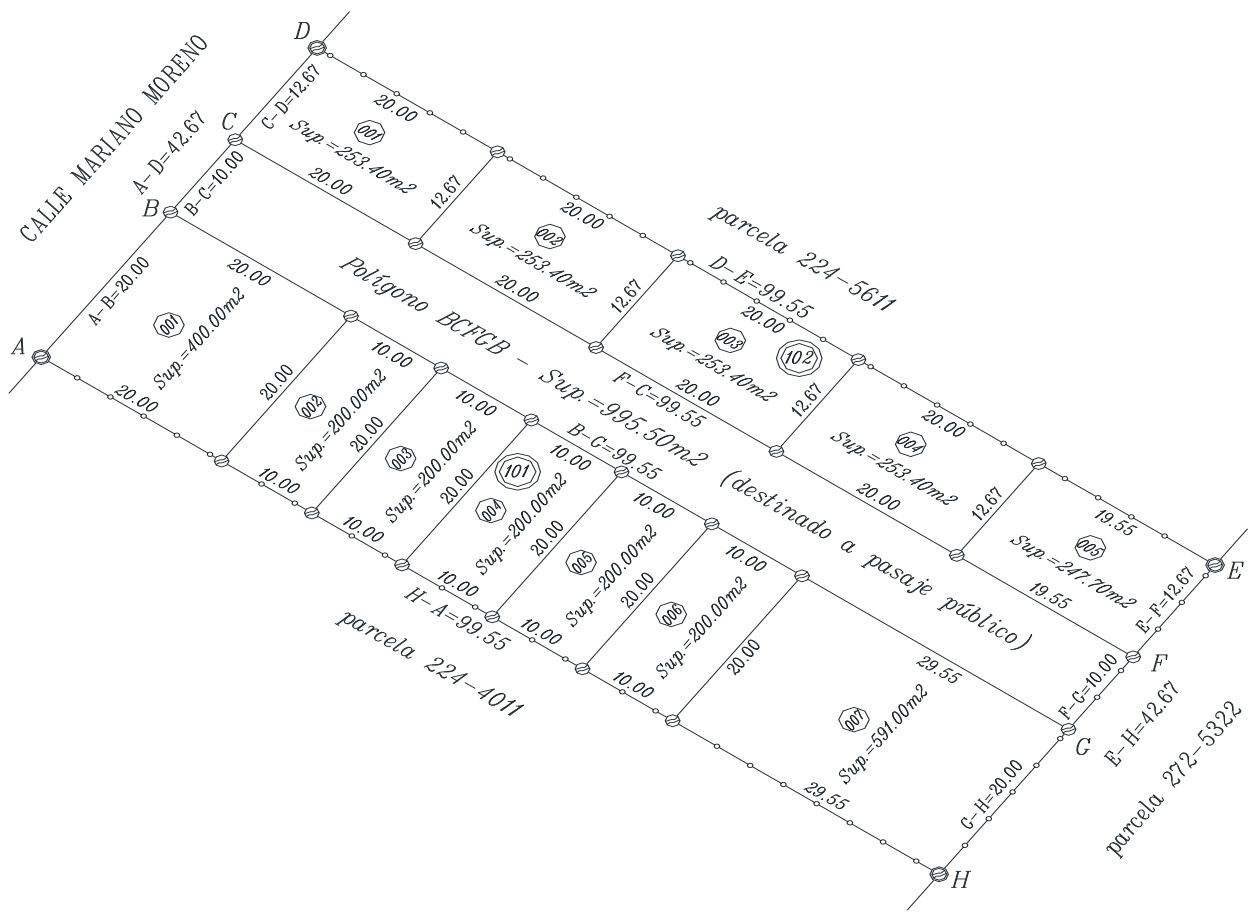 CALLE MARIANO MORENO
A-D=42.67
D
C-D=12.67
C
B-C=10.00
B
A-B=20.00
A
20.00
001
Sup.=253.40m2
20.00
12.67
20.00
002
Sup.=253.40m2
20.00
12.67
parcela 224-5611
D-E=99.55
20.00
003
102
Sup.=253.40m2
F-C=99.55
20.00
12.67
20.00
004
Sup.=253.40m2
20.00
12.67
19.55
005
Sup.=247.70m2
19.55
E
E-F=12.67
F
F-G=10.00
G
E-H=42.67
parcela 272-5322
G-H=20.00
H
Polígono BCFGB - Sup.=995.50m2 (destinado a pasaje público)
B-G=99.55
20.00
001
Sup.=400.00m2
20.00
20.00
10.00
002
Sup.=200.00m2
20.00
10.00
10.00
003
Sup.=200.00m2
20.00
10.00
10.00
101
004
Sup.=200.00m2
20.00
10.00
10.00
005
Sup.=200.00m2
20.00
10.00
10.00
006
Sup.=200.00m2
20.00
10.00
29.55
007
Sup.=591.00m2
29.55
H-A=99.55
parcela 224-4011